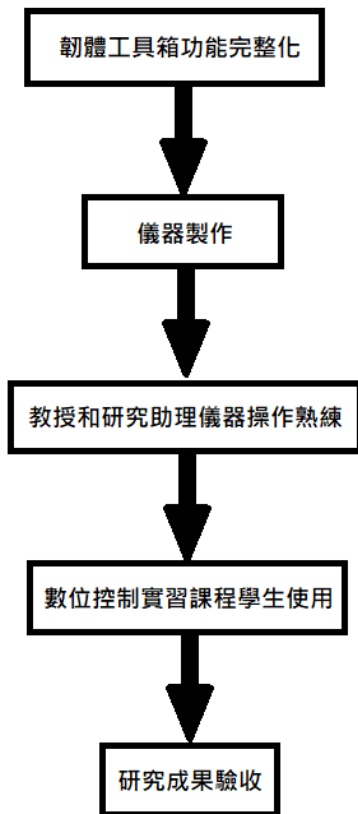 韌體工具箱功能完整化
儀器製作
教授和研究助理儀器操作熟練
數位控制實習課程學生使用
研究成果驗收